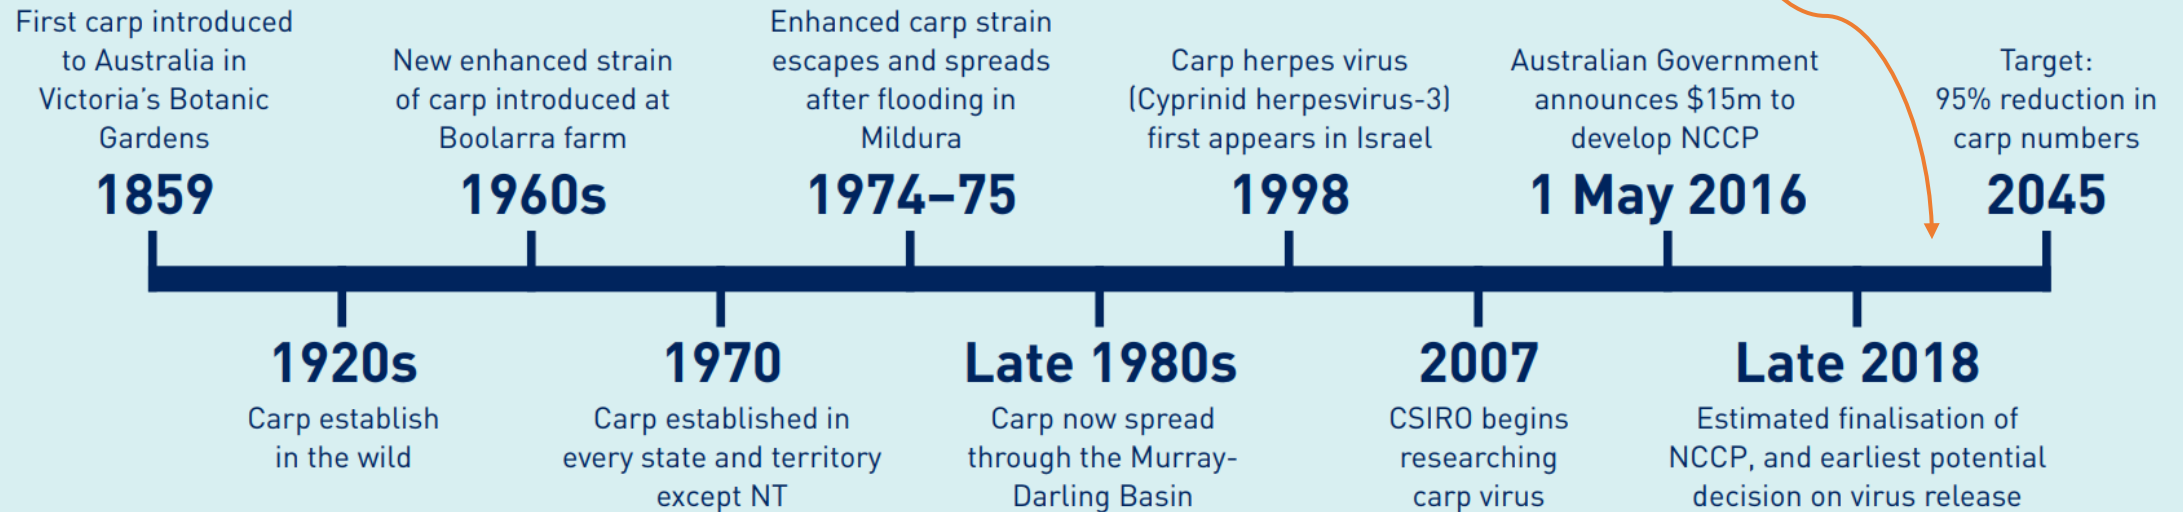 First carp introduced
to Australia in
Victoria's Botanic
Gardens
1859
1920s
Carp establish
in the wild
New enhanced strain
of carp introduced at
Boolarra farm
1960s
1970
Carp established in
every state and territory
except NT
Enhanced carp strain
escapes and spreads
after flooding in
Mildura
1974–75
Late 1980s
Carp now spread
through the Murray-
Darling Basin
Carp herpes virus
(Cyprinid herpesvirus-3)
first appears in Israel
1998
2007
CSIRO begins
researching
carp virus
Australian Government
announces $15m to
develop NCCP
1 May 2016
Late 2018
Estimated finalisation of
NCCP, and earliest potential
decision on virus release
Target:
95% reduction in
carp numbers
2045